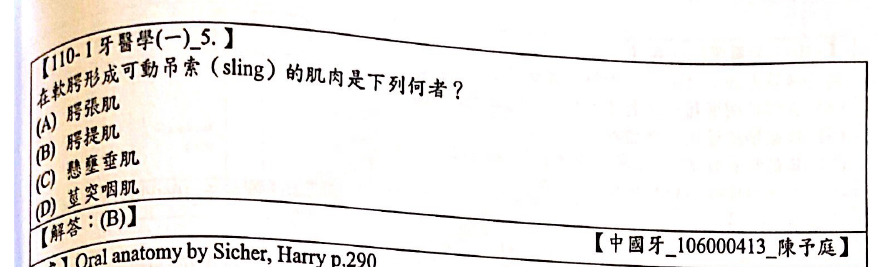 【110-1牙醫學(一)_5.】
在軟腭形成可動吊索（sling）的肌肉是下列何者？
(A) 腭張肌
(B) 腭提肌
(C) 懸壅垂肌
(D) 莖突咽肌
【解答：(B)】
【中國牙_106000413_陳予庭】
】Oral anatomy by Sicher, Harry p.290